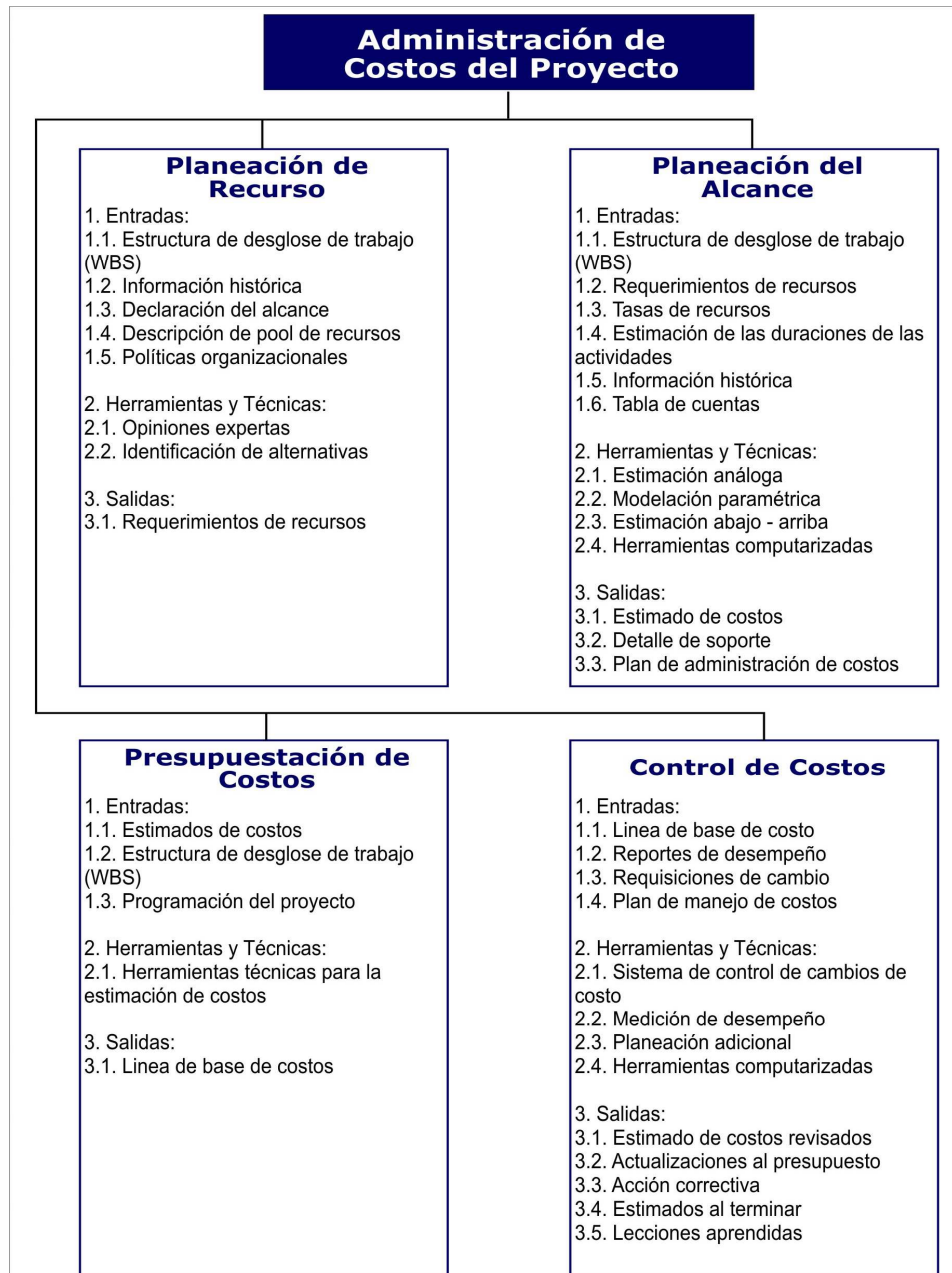 Administración de
Costos del Proyecto
Planeación de
Recurso
1. Entradas:
1.1. Estructura de desglose de trabajo
(WBS)
1.2. Información histórica
1.3. Declaración del alcance
1.4. Descripción de pool de recursos
1.5. Políticas organizacionales
2. Herramientas y Técnicas:
2.1. Opiniones expertas
2.2. Identificación de alternativas
3. Salidas:
3.1. Requerimientos de recursos
Planeación del
Alcance
1. Entradas:
1.1. Estructura de desglose de trabajo
(WBS)
1.2. Requerimientos de recursos
1.3. Tasas de recursos
1.4. Estimación de las duraciones de las
actividades
1.5. Información histórica
1.6. Tabla de cuentas
2. Herramientas y Técnicas:
2.1. Estimación análoga
2.2. Modelación paramétrica
2.3. Estimación abajo - arriba
2.4. Herramientas computarizadas
3. Salidas:
3.1. Estimado de costos
3.2. Detalle de soporte
3.3. Plan de administración de costos
Presupuestación de
Costos
1. Entradas:
1.1. Estimados de costos
1.2. Estructura de desglose de trabajo
(WBS)
1.3. Programación del proyecto
2. Herramientas y Técnicas:
2.1. Herramientas técnicas para la
estimación de costos
3. Salidas:
3.1. Linea de base de costos
Control de Costos
1. Entradas:
1.1. Linea de base de costo
1.2. Reportes de desempeño
1.3. Requisiciones de cambio
1.4. Plan de manejo de costos
2. Herramientas y Técnicas:
2.1. Sistema de control de cambios de
costo
2.2. Medición de desempeño
2.3. Planeación adicional
2.4. Herramientas computarizadas
3. Salidas:
3.1. Estimado de costos revisados
3.2. Actualizaciones al presupuesto
3.3. Acción correctiva
3.4. Estimados al terminar
3.5. Lecciones aprendidas